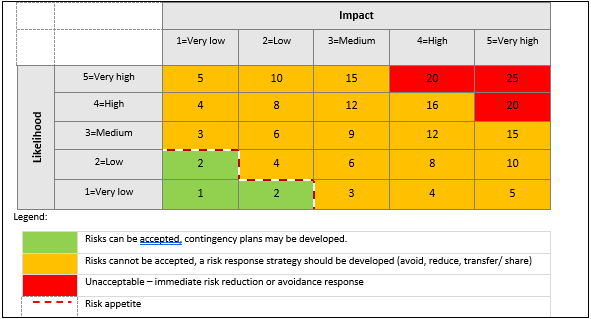 Impact
1=Very low 2=Low 3=Medium 4=High 5=Very high
Likelihood
5=Very high 5 10 15 20 25
4=High 4 8 12 16 20
3=Medium 3 6 9 12 15
2=Low 2 4 6 8 10
1=Very low 1 2 3 4 5
Legend:
Risks can be accepted, contingency plans may be developed.
Risks cannot be accepted, a risk response strategy should be developed (avoid, reduce, transfer/ share)
Unacceptable – immediate risk reduction or avoidance response
Risk appetite